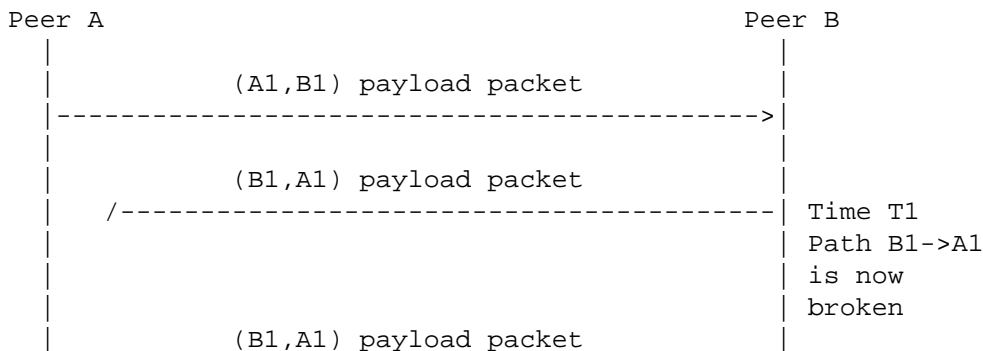 Peer A                                        Peer B
  |                                             |
  |           (A1,B1) payload packet            |
  |-------------------------------------------->|
  |                                             |
  |           (B1,A1) payload packet            |
  |   /-----------------------------------------| Time T1
  |                                             | Path B1->A1
  |                                             | is now
  |                                             | broken
  |           (B1,A1) payload packet            |